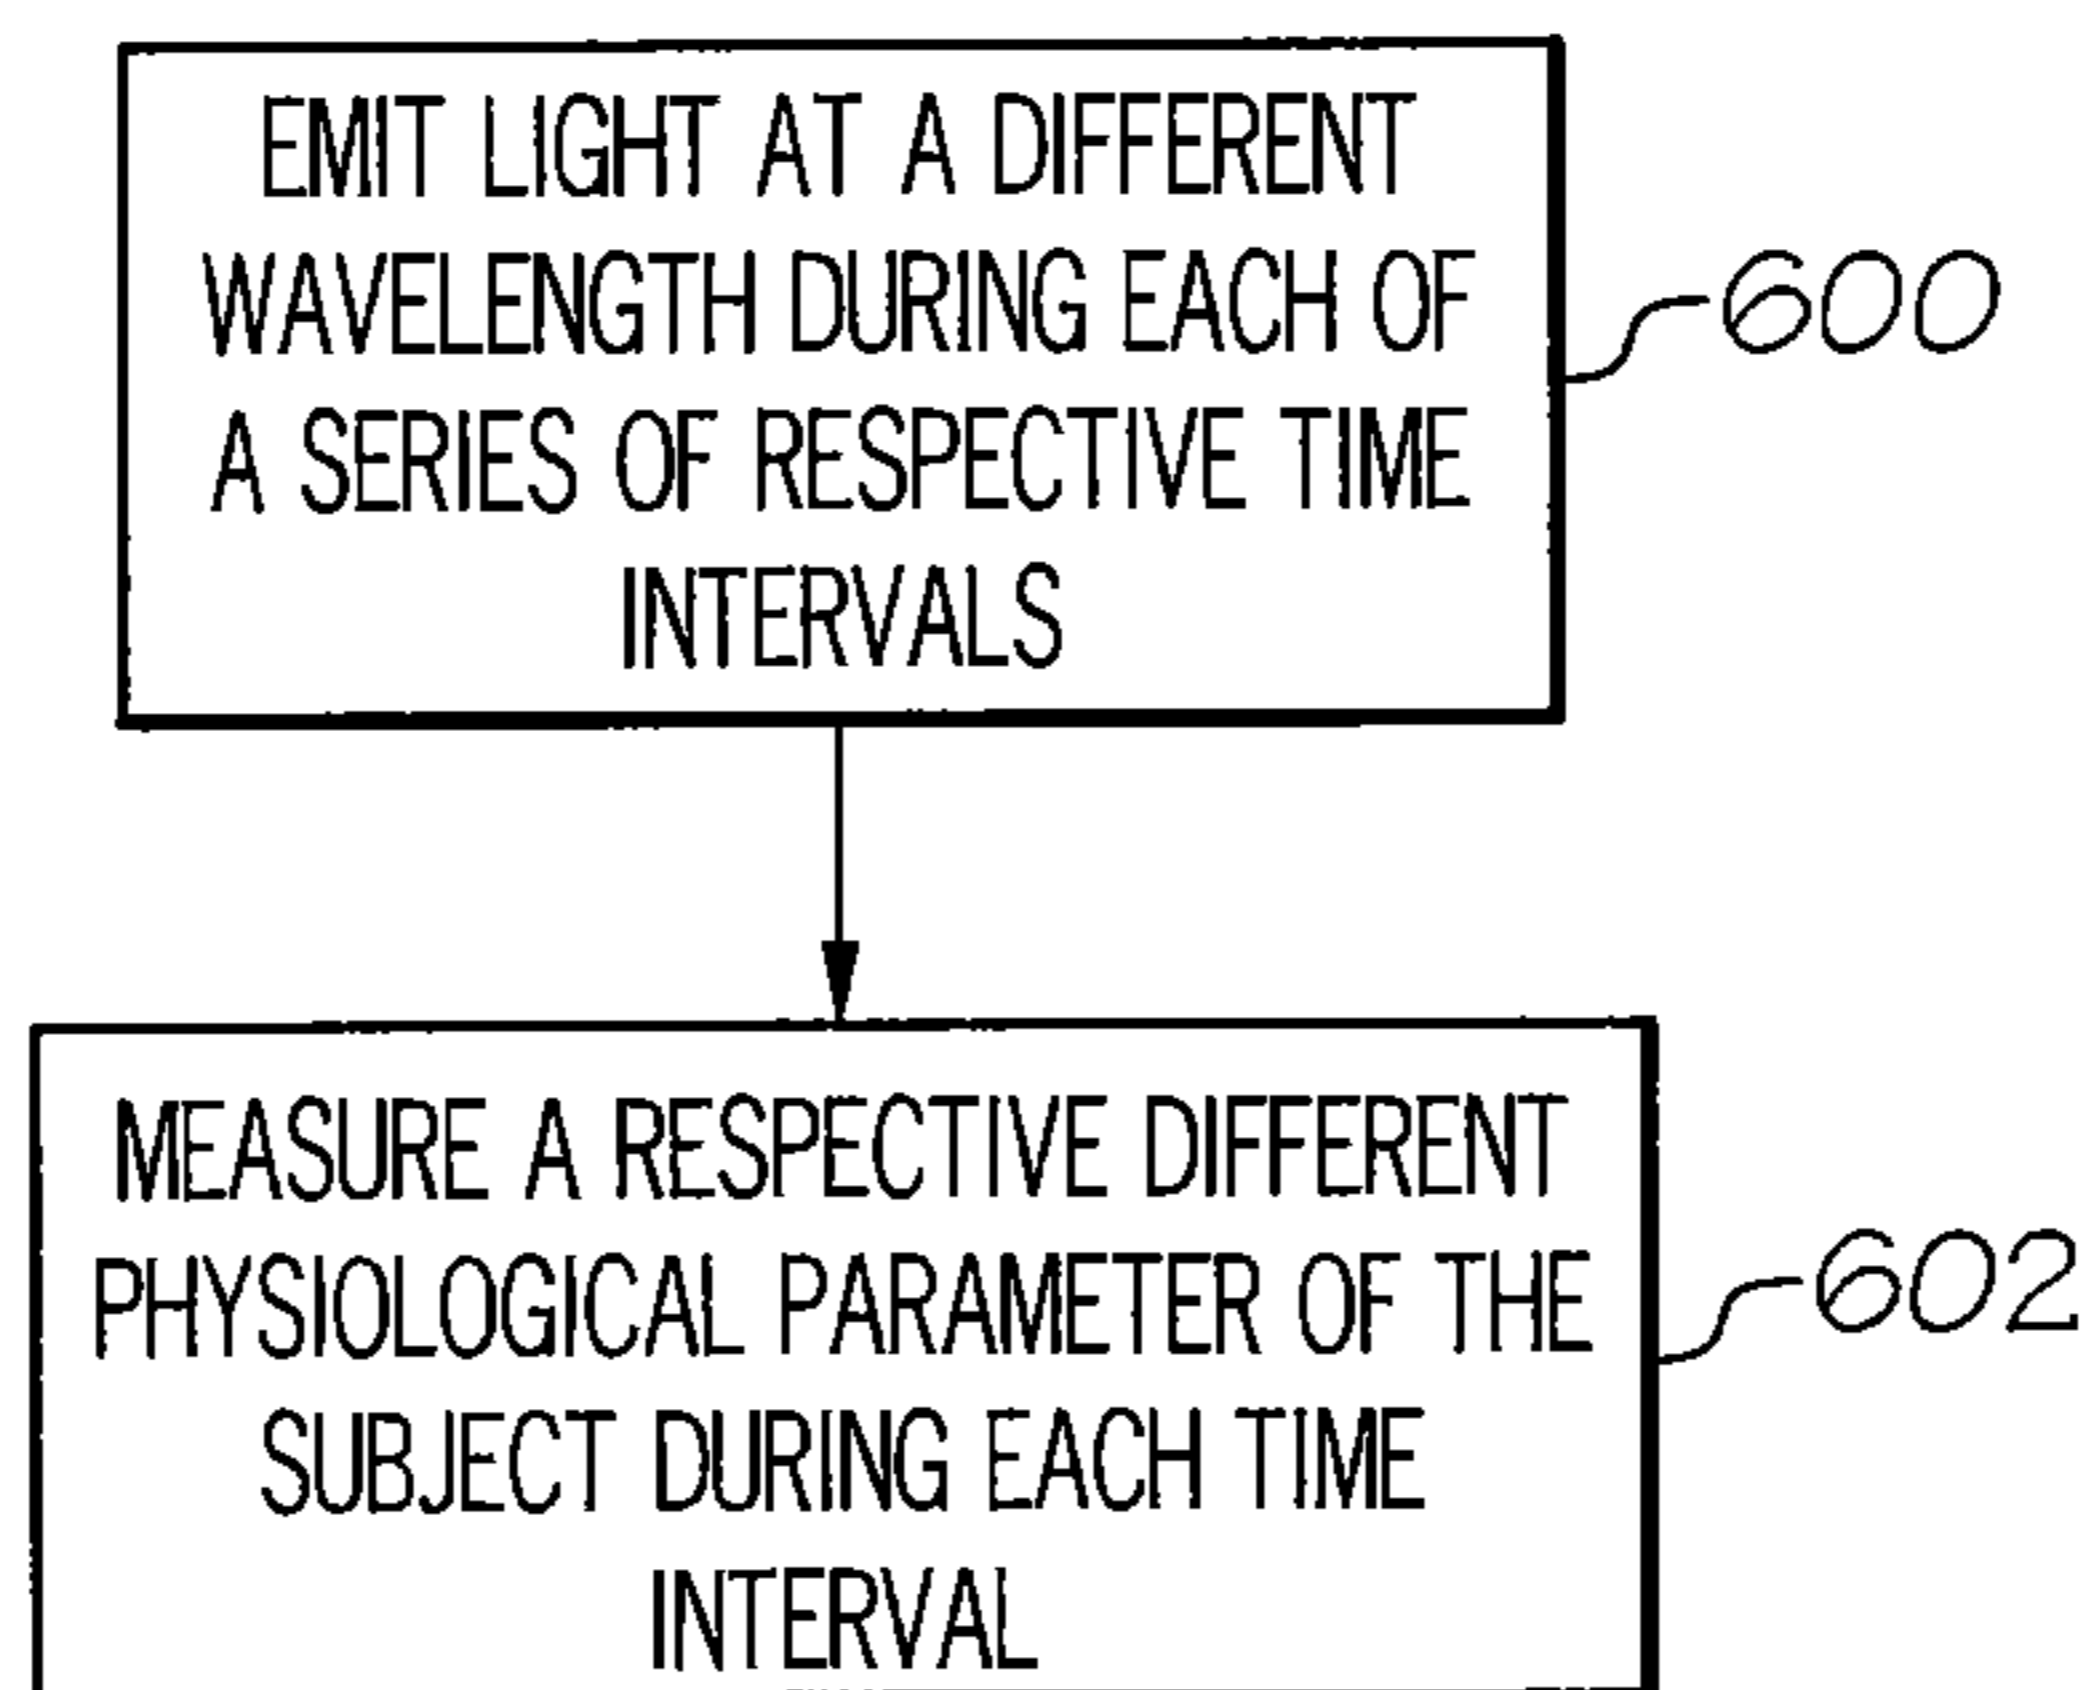 EMIT LIGHT AT A DIFFERENT
WAVELENGTH DURING EACH OF
A SERIES OF RESPECTIVE TIME
INTERVALS
600
MEASURE A RESPECTIVE DIFFERENT
PHYSIOLOGICAL PARAMETER OF THE
SUBJECT DURING EACH TIME
INTERVAL
602